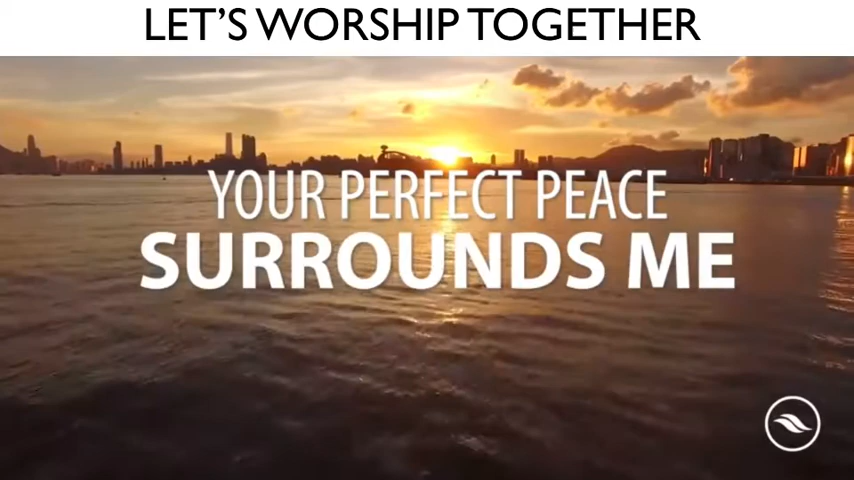 LET'S WORSHIP TOGETHER
YOUR PERFECT PEACE
SURROUNDS ME